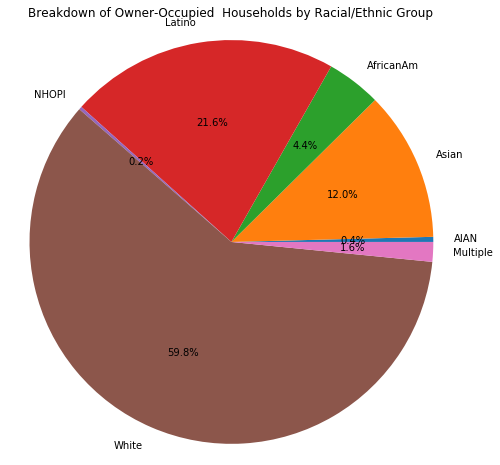 Breakdown of Owner-Occupied  Households by Racial/Ethnic Group
Latino
AfricanAm
NHOPI
21.6%
4.4%
Asian
0.2%
12.0%
0.4%
AIAN
1.6%
Multiple
59.8%
White